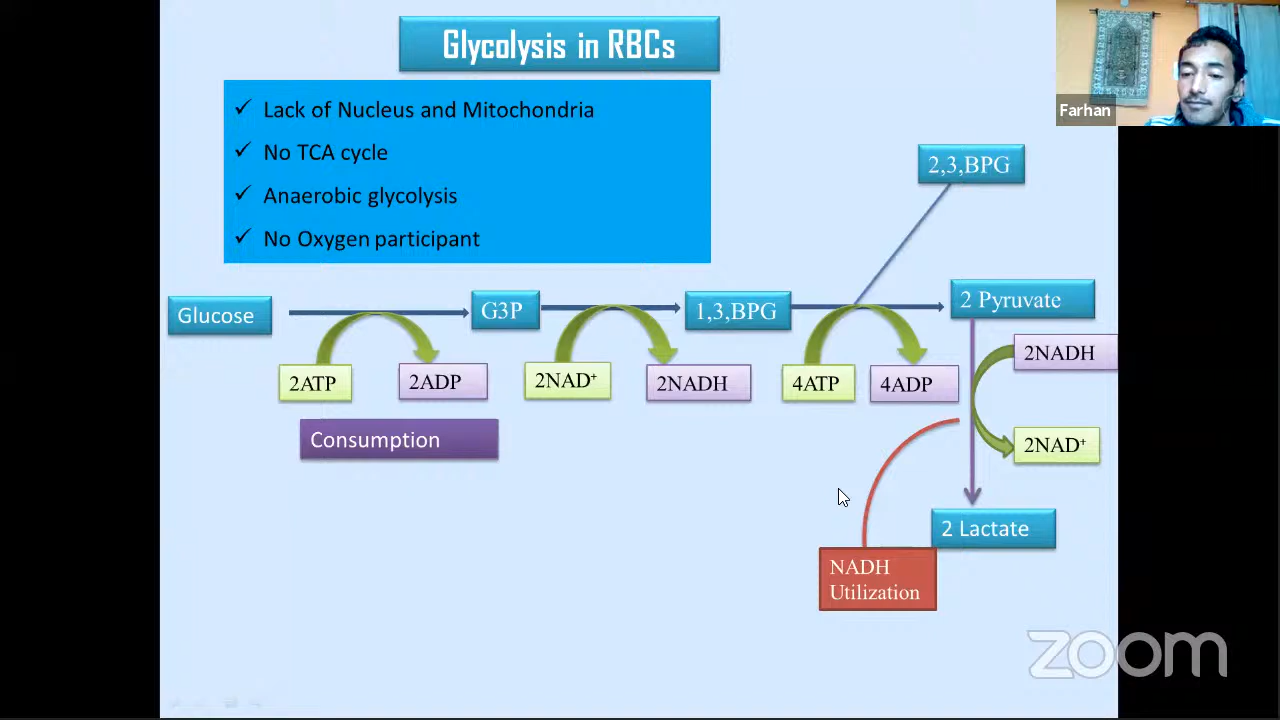 Glycolysis in RBCs
✓ Lack of Nucleus and Mitochondria
✓ No TCA cycle
✓ Anaerobic glycolysis
✓ No Oxygen participant
Farhan
2,3,BPG
Glucose
G3P
1,3,BPG
2 Pyruvate
2ATP
2ADP
2NAD⁺
2NADH
4ATP
4ADP
2NADH
2NAD⁺
Consumption
2 Lactate
NADH
Utilization
zoom